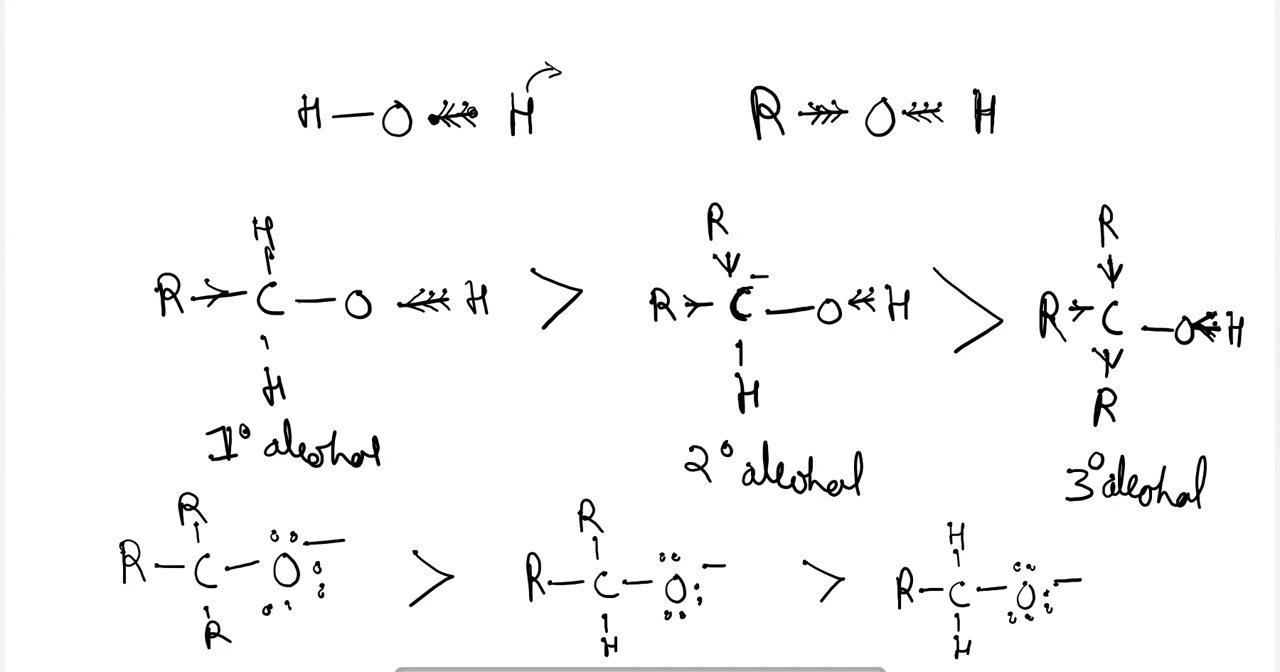 H — O H
R O H
H R R
R C — O H > R C⁻ — O H > R C — O H
H H R
1° alcohol 2° alcohol 3° alcohol
R R H
R — C — O⁻ > R — C — O⁻ > R — C — O⁻
R H H